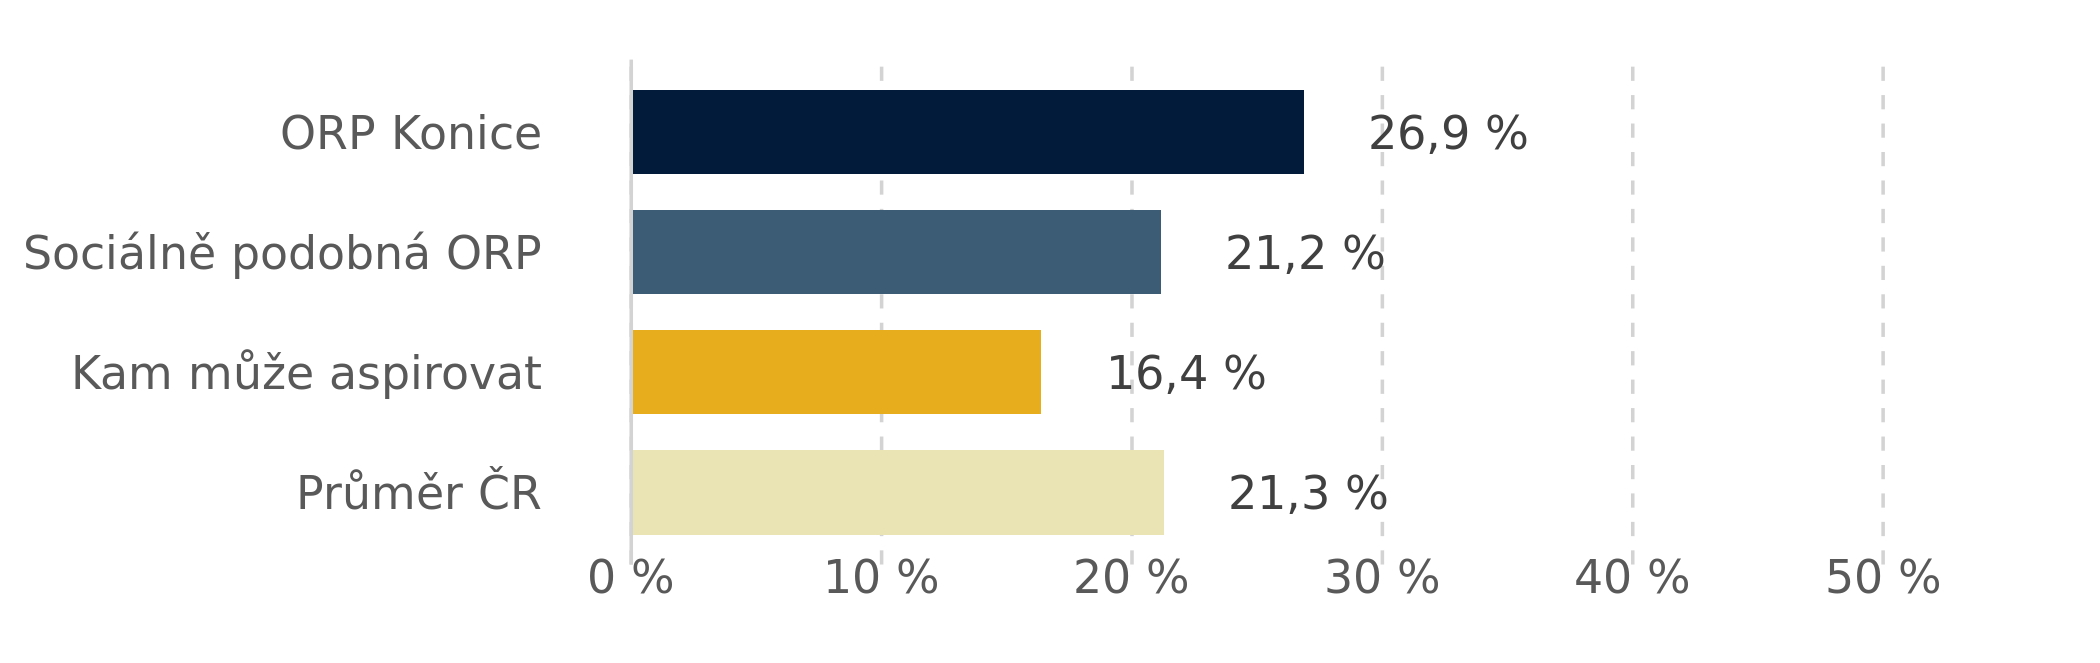 ORP Konice
26,9 %
Sociálně podobná ORP
21,2 %
Kam může aspirovat
16,4 %
Průměr ČR
21,3 %
0 % 10 % 20 % 30 % 40 % 50 %